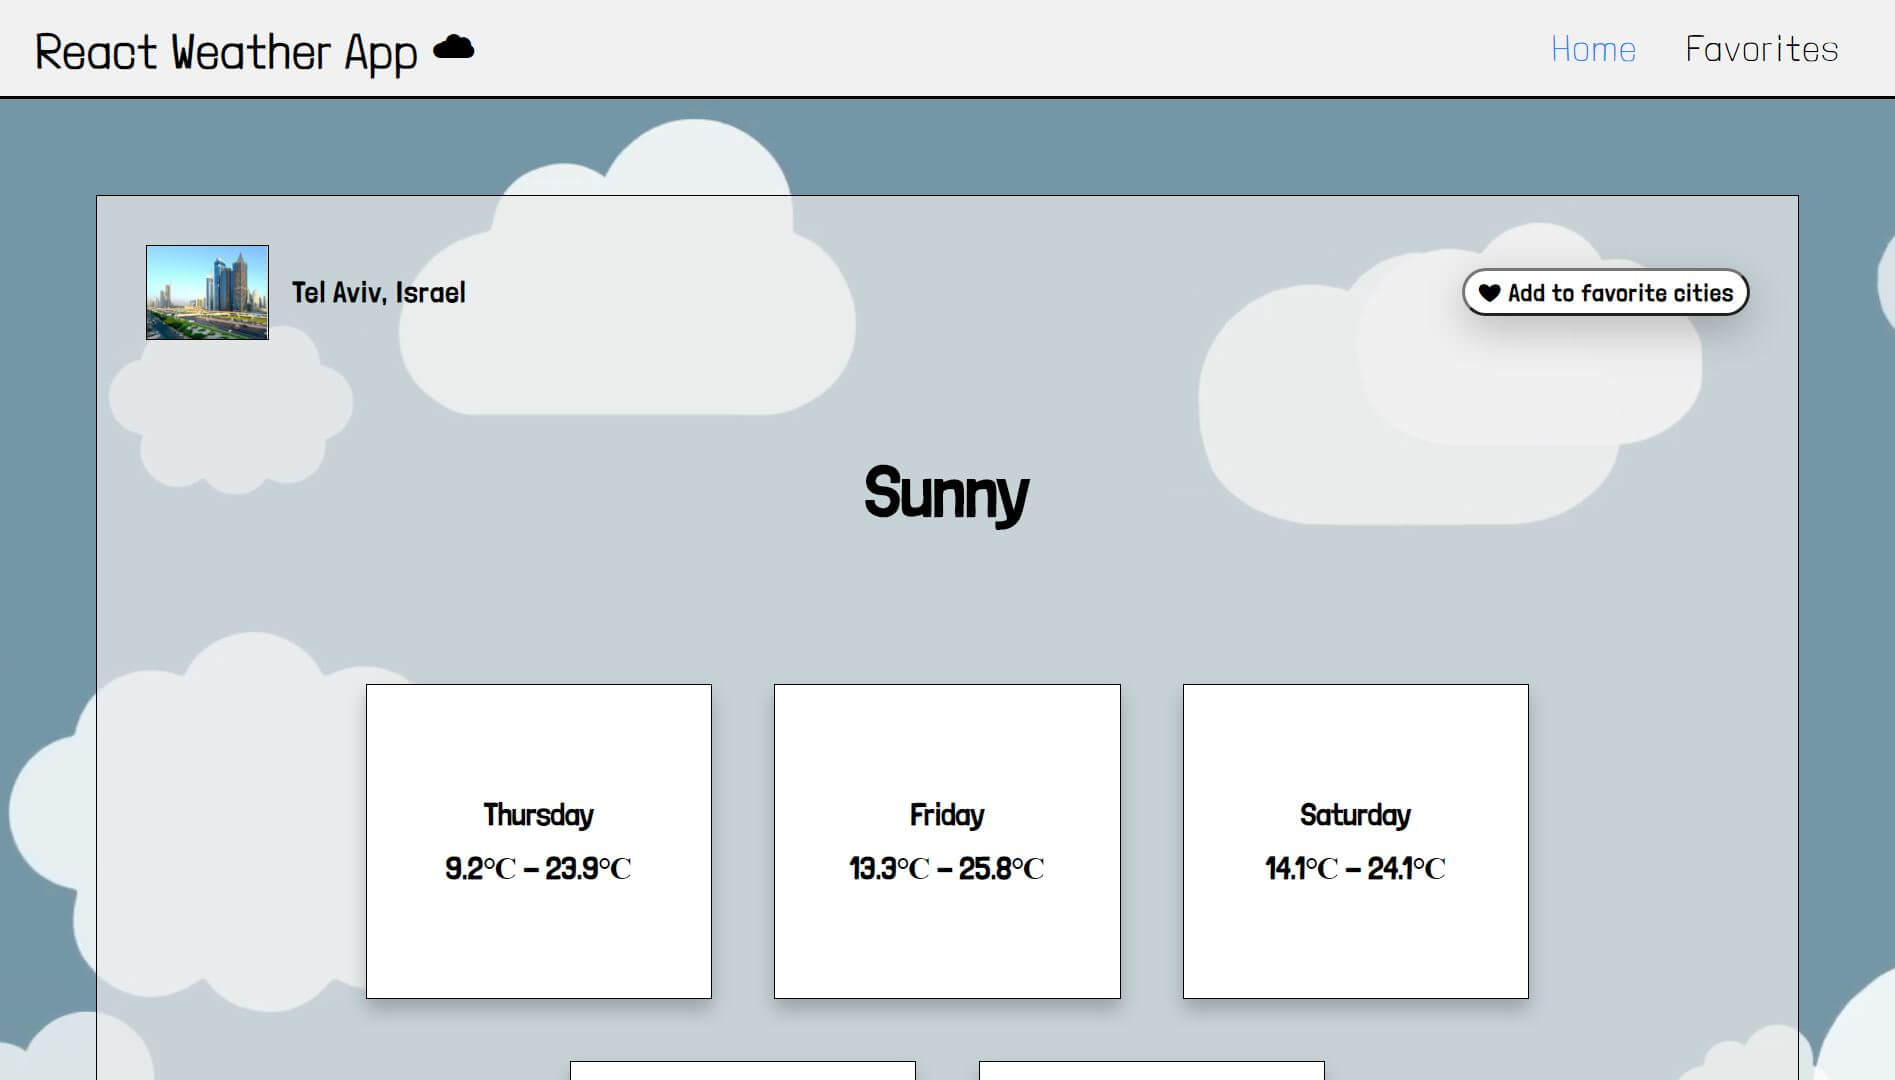 React Weather App
Home Favorites
Tel Aviv, Israel
Add to favorite cities
Sunny
Thursday
9.2°C – 23.9°C
Friday
13.3°C – 25.8°C
Saturday
14.1°C – 24.1°C